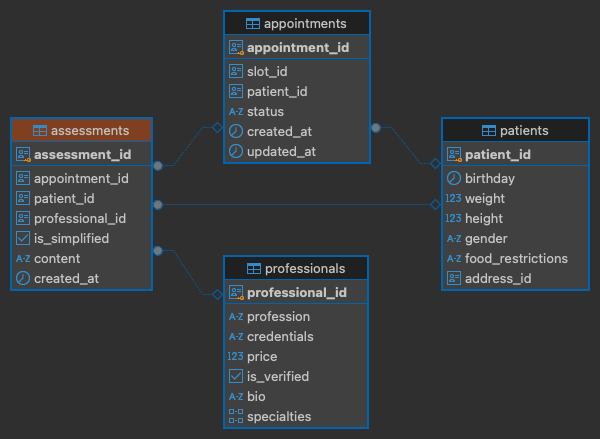 appointments
appointment_id
slot_id
patient_id
A-Z status
created_at
updated_at
assessments
assessment_id
appointment_id
patient_id
professional_id
is_simplified
A-Z content
created_at
patients
patient_id
birthday
123 weight
123 height
A-Z gender
A-Z food_restrictions
address_id
professionals
professional_id
A-Z profession
A-Z credentials
123 price
is_verified
A-Z bio
specialties